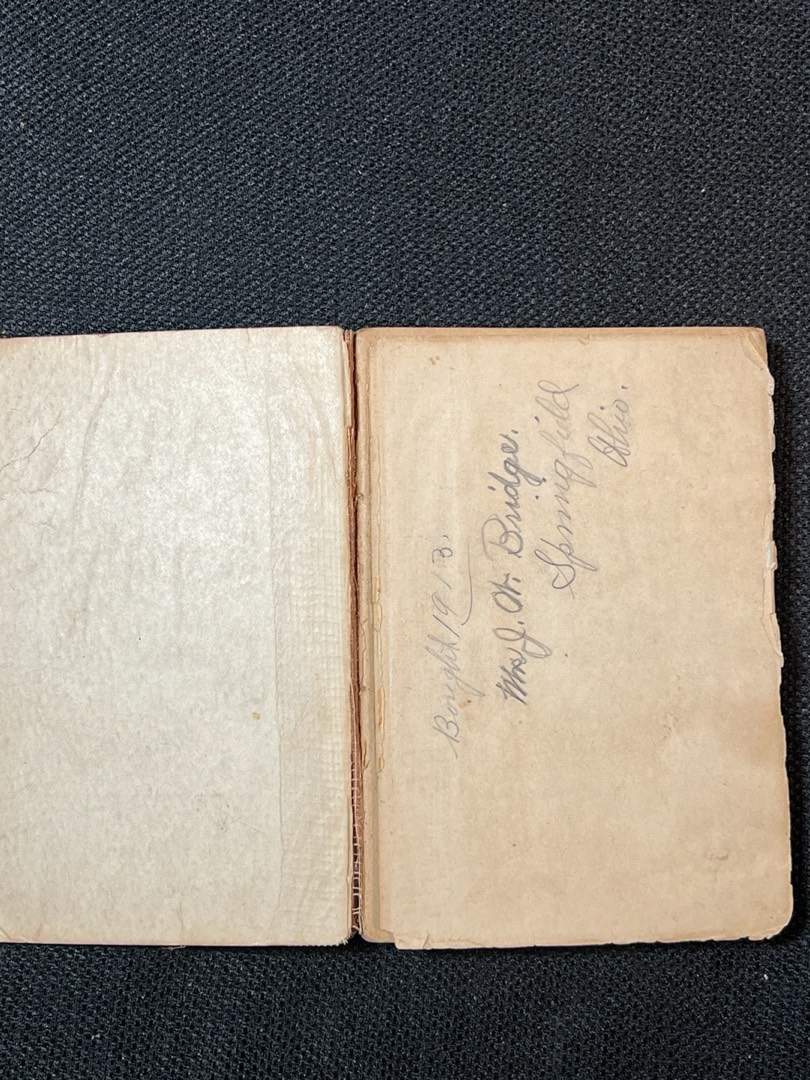 Bought 1913.
Mrs J. W. Bridge.
Springfield
Ohio.